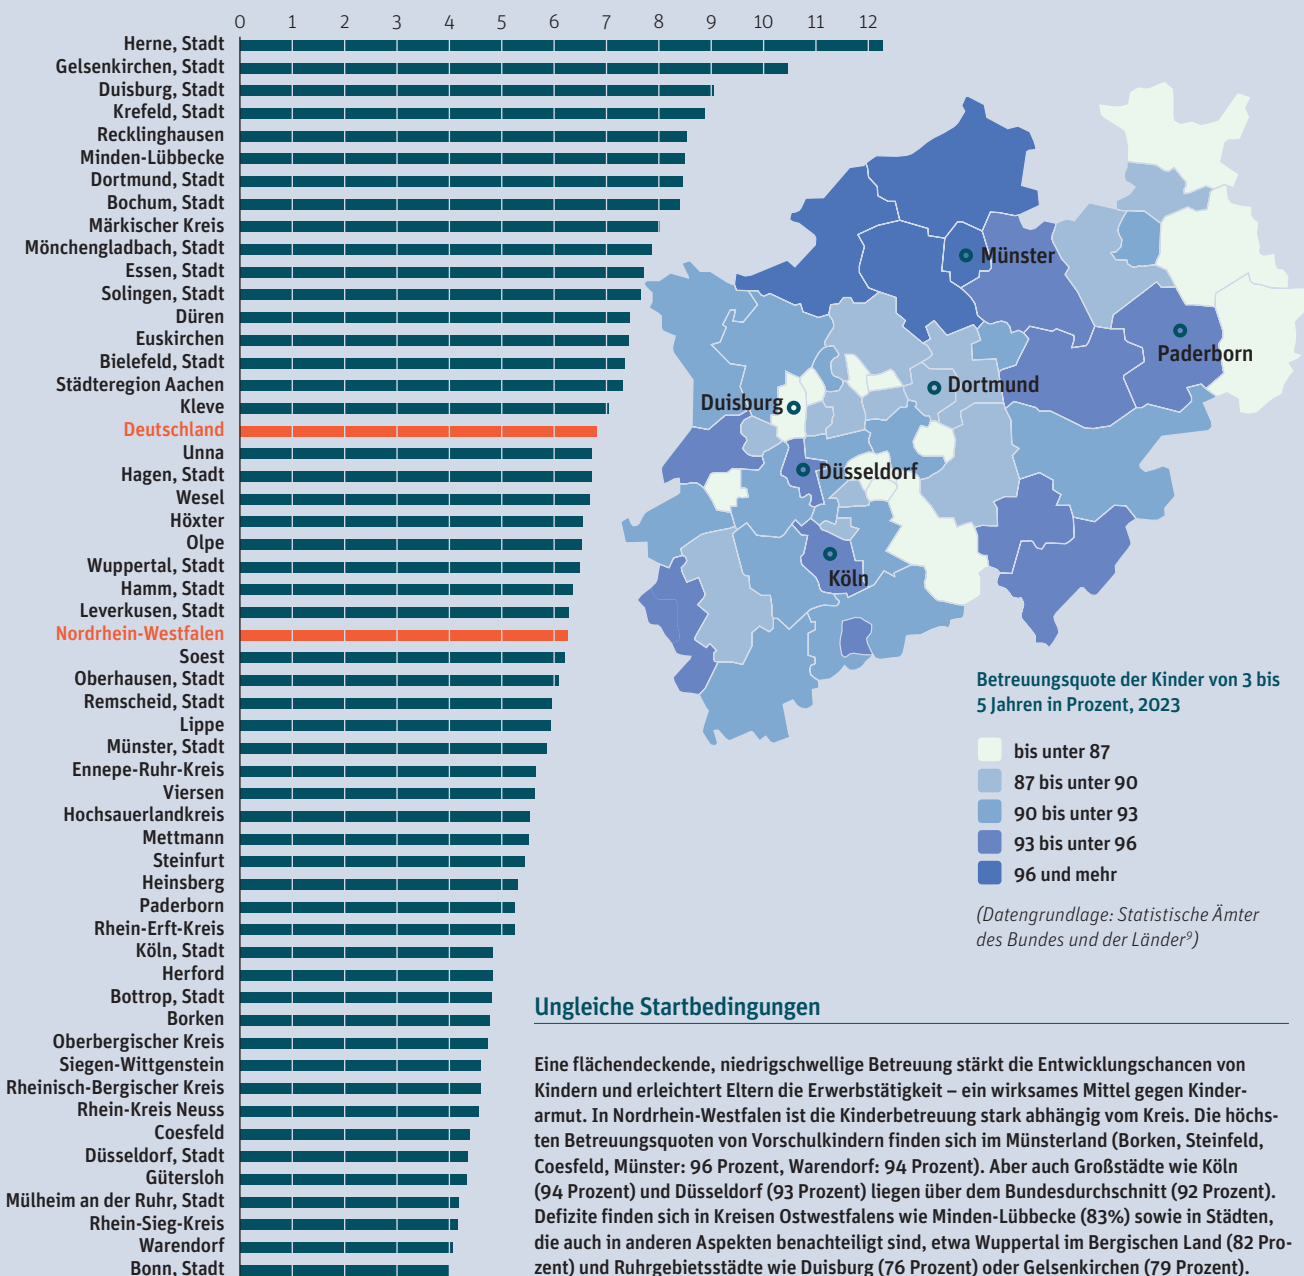 0 1 2 3 4 5 6 7 8 9 10 11 12
Herne, Stadt
Gelsenkirchen, Stadt
Duisburg, Stadt
Krefeld, Stadt
Recklinghausen
Minden-Lübbecke
Dortmund, Stadt
Bochum, Stadt
Märkischer Kreis
Mönchengladbach, Stadt
Essen, Stadt
Solingen, Stadt
Düren
Euskirchen
Bielefeld, Stadt
Städteregion Aachen
Kleve
Deutschland
Unna
Hagen, Stadt
Wesel
Höxter
Olpe
Wuppertal, Stadt
Hamm, Stadt
Leverkusen, Stadt
Nordrhein-Westfalen
Soest
Oberhausen, Stadt
Remscheid, Stadt
Lippe
Münster, Stadt
Ennepe-Ruhr-Kreis
Viersen
Hochsauerlandkreis
Mettmann
Steinfurt
Heinsberg
Paderborn
Rhein-Erft-Kreis
Köln, Stadt
Herford
Bottrop, Stadt
Borken
Oberbergischer Kreis
Siegen-Wittgenstein
Rheinisch-Bergischer Kreis
Rhein-Kreis Neuss
Coesfeld
Düsseldorf, Stadt
Gütersloh
Mülheim an der Ruhr, Stadt
Rhein-Sieg-Kreis
Warendorf
Bonn, Stadt
Münster
Paderborn
Dortmund
Duisburg
Düsseldorf
Köln
Betreuungsquote der Kinder von 3 bis
5 Jahren in Prozent, 2023
bis unter 87
87 bis unter 90
90 bis unter 93
93 bis unter 96
96 und mehr
(Datengrundlage: Statistische Ämter
des Bundes und der Länder⁹)
Ungleiche Startbedingungen
Eine flächendeckende, niedrigschwellige Betreuung stärkt die Entwicklungschancen von
Kindern und erleichtert Eltern die Erwerbstätigkeit – ein wirksames Mittel gegen Kinder-
armut. In Nordrhein-Westfalen ist die Kinderbetreuung stark abhängig vom Kreis. Die höchs-
ten Betreuungsquoten von Vorschulkindern finden sich im Münsterland (Borken, Steinfeld,
Coesfeld, Münster: 96 Prozent, Warendorf: 94 Prozent). Aber auch Großstädte wie Köln
(94 Prozent) und Düsseldorf (93 Prozent) liegen über dem Bundesdurchschnitt (92 Prozent).
Defizite finden sich in Kreisen Ostwestfalens wie Minden-Lübbecke (83%) sowie in Städten,
die auch in anderen Aspekten benachteiligt sind, etwa Wuppertal im Bergischen Land (82 Pro-
zent) und Ruhrgebietsstädte wie Duisburg (76 Prozent) oder Gelsenkirchen (79 Prozent).